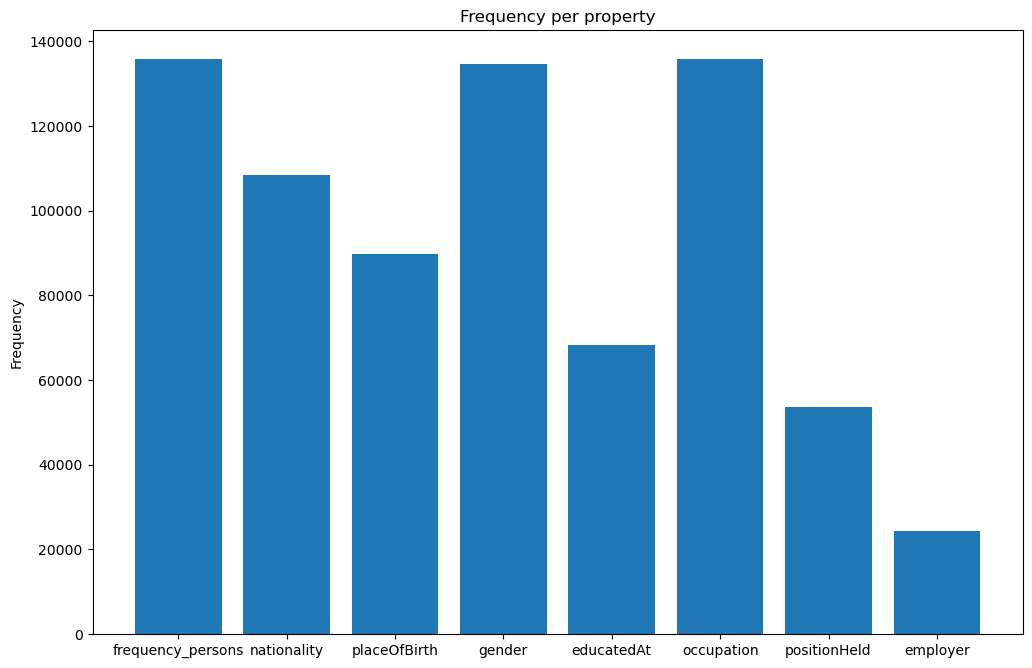 Frequency per property
Frequency
140000
120000
100000
80000
60000
40000
20000
0
frequency_persons nationality placeOfBirth gender educatedAt occupation positionHeld employer